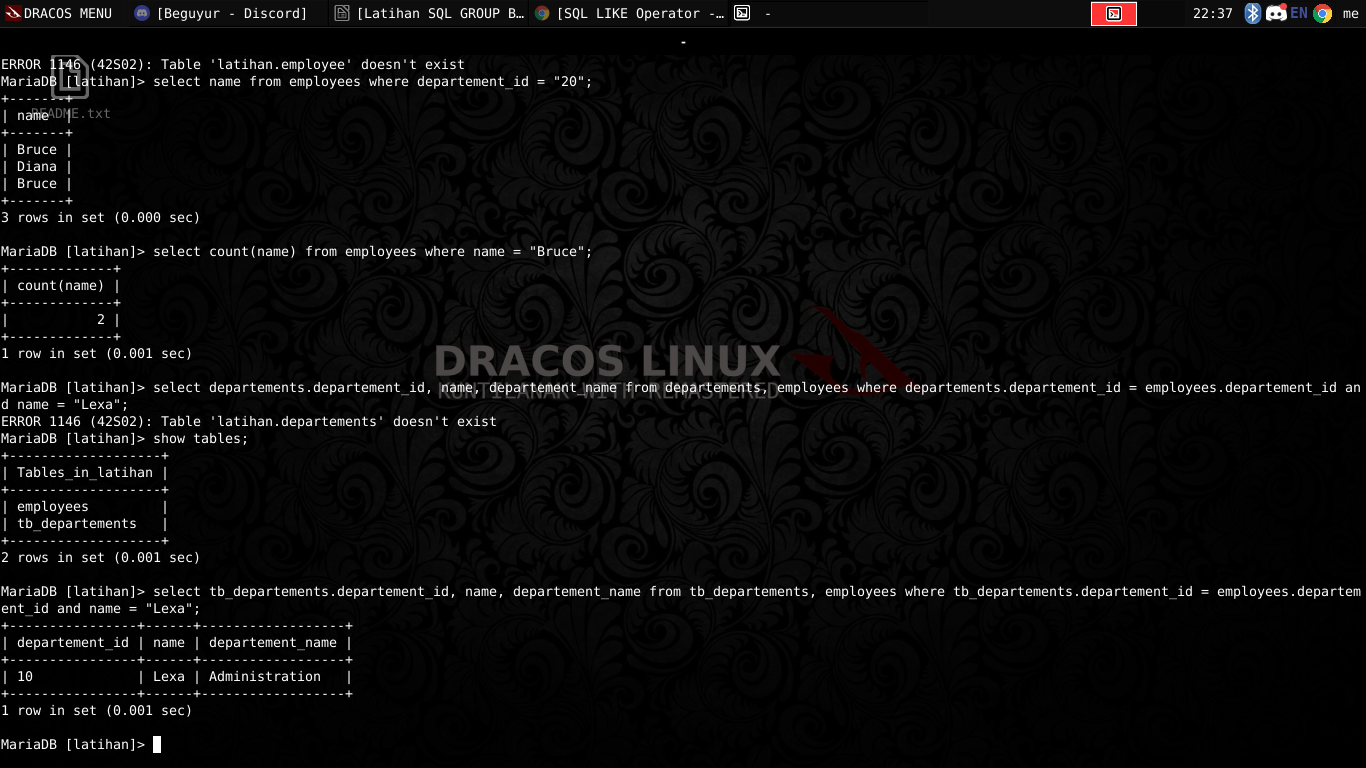 DRACOS MENU [Beguyur - Discord] [Latihan SQL GROUP B… [SQL LIKE Operator -… - 22:37 EN me
-
ERROR 1146 (42S02): Table 'latihan.employee' doesn't exist
MariaDB [latihan]> select name from employees where departement_id = "20";
+-------+
README.txt
| name  |
+-------+
| Bruce |
| Diana |
| Bruce |
+-------+
3 rows in set (0.000 sec)
MariaDB [latihan]> select count(name) from employees where name = "Bruce";
+-------------+
| count(name) |
+-------------+
|           2 |
+-------------+
1 row in set (0.001 sec)
DRACOS LINUX
KUNTILANAK WITH REMASTERED
MariaDB [latihan]> select departements.departement_id, name, departement_name from departements, employees where departements.departement_id = employees.departement_id an
d name = "Lexa";
ERROR 1146 (42S02): Table 'latihan.departements' doesn't exist
MariaDB [latihan]> show tables;
+-------------------+
| Tables_in_latihan |
+-------------------+
| employees         |
| tb_departements   |
+-------------------+
2 rows in set (0.001 sec)
MariaDB [latihan]> select tb_departements.departement_id, name, departement_name from tb_departements, employees where tb_departements.departement_id = employees.departem
ent_id and name = "Lexa";
+----------------+------+------------------+
| departement_id | name | departement_name |
+----------------+------+------------------+
| 10             | Lexa | Administration   |
+----------------+------+------------------+
1 row in set (0.001 sec)
MariaDB [latihan]>